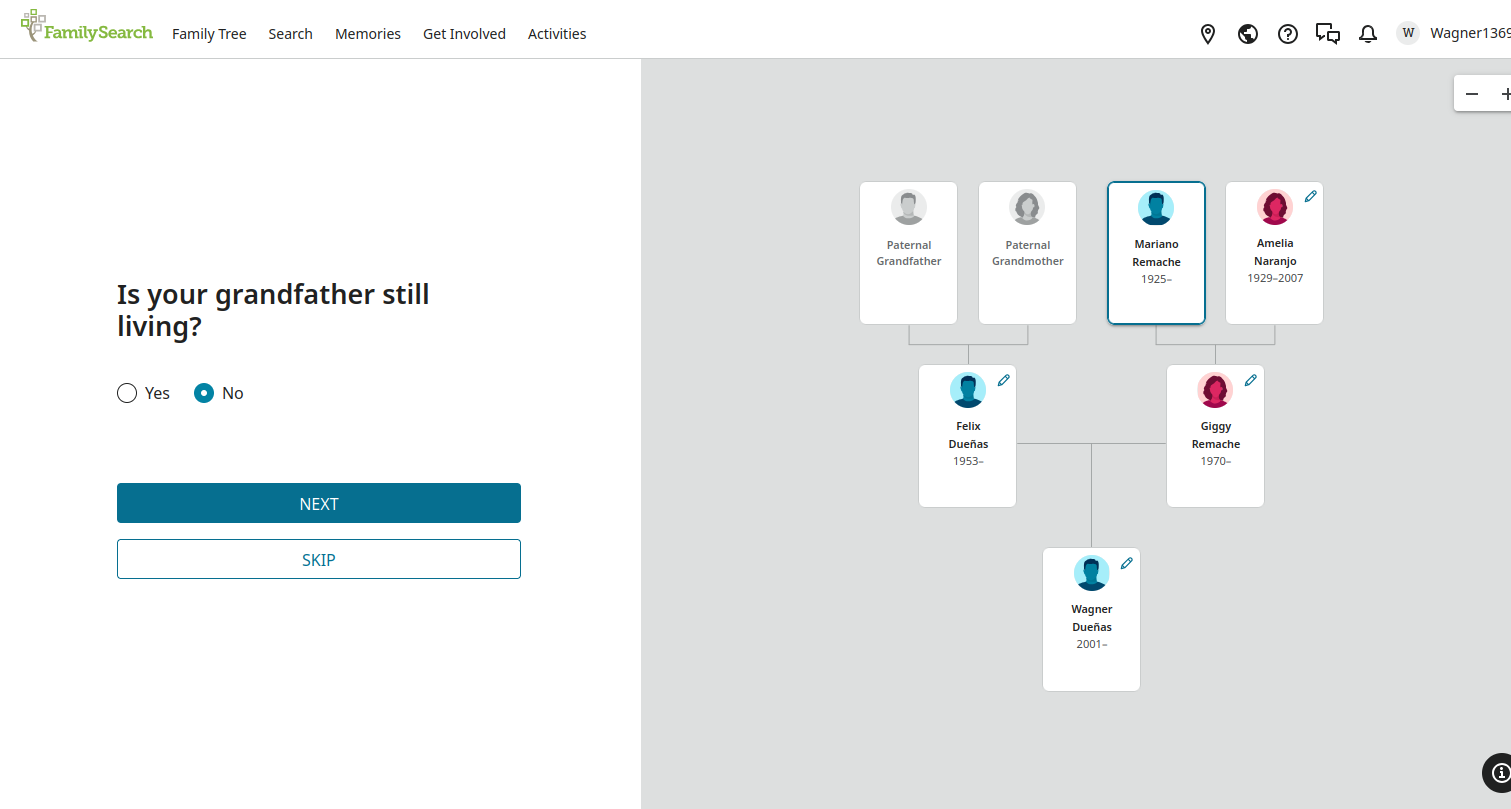 FamilySearch
Family Tree Search Memories Get Involved Activities
W Wagner1369
Is your grandfather still
living?
Yes No
NEXT
SKIP
Paternal
Grandfather
Paternal
Grandmother
Mariano
Remache
1925–
Amelia
Naranjo
1929–2007
Felix
Dueñas
1953–
Giggy
Remache
1970–
Wagner
Dueñas
2001–